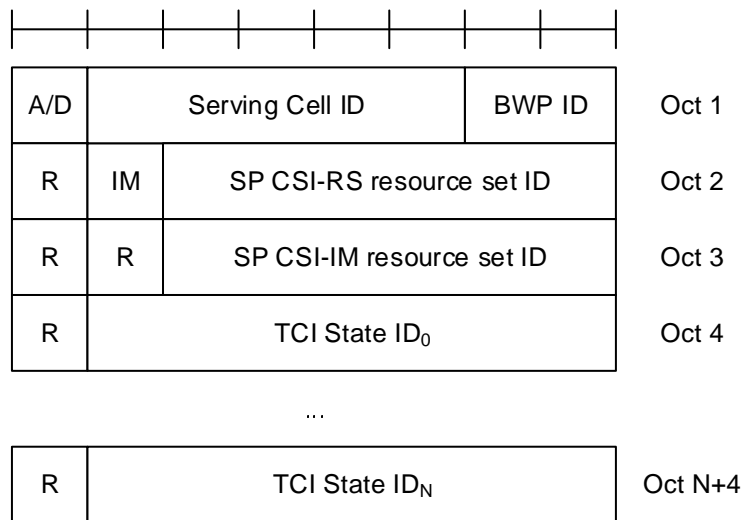 A/D Serving Cell ID BWP ID Oct 1
R IM SP CSI-RS resource set ID Oct 2
R R SP CSI-IM resource set ID Oct 3
R TCI State ID₀ Oct 4
...
R TCI State ID_N Oct N+4